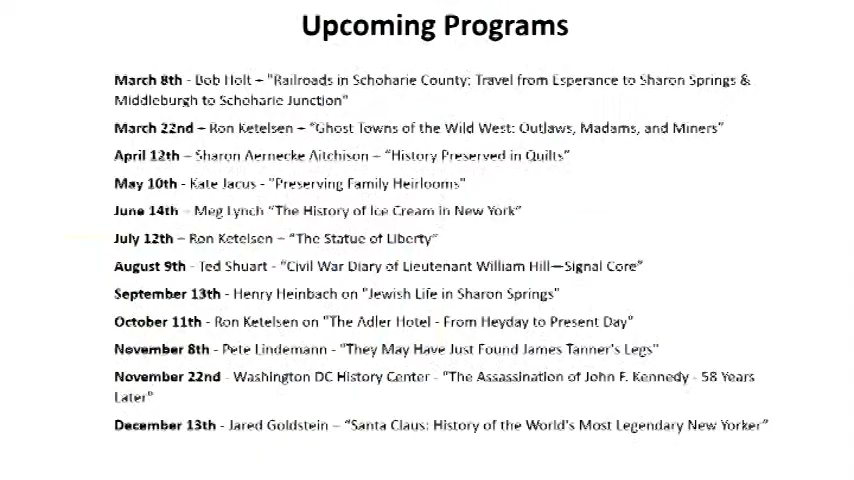 Upcoming Programs
March 8th - Bob Holt – "Railroads in Schoharie County: Travel from Esperance to Sharon Springs &
Middleburgh to Schoharie Junction"
March 22nd – Ron Ketelsen – "Ghost Towns of the Wild West: Outlaws, Madams, and Miners"
April 12th – Sharon Aernecke Aitchison – "History Preserved in Quilts"
May 10th - Kate Jacus - "Preserving Family Heirlooms"
June 14th – Meg Lynch "The History of Ice Cream in New York"
July 12th – Ron Ketelsen – "The Statue of Liberty"
August 9th - Ted Shuart - "Civil War Diary of Lieutenant William Hill—Signal Core"
September 13th - Henry Heinbach on "Jewish Life in Sharon Springs"
October 11th - Ron Ketelsen on "The Adler Hotel - From Heyday to Present Day"
November 8th - Pete Lindemann - "They May Have Just Found James Tanner's Legs"
November 22nd - Washington DC History Center - "The Assassination of John F. Kennedy - 58 Years
Later"
December 13th - Jared Goldstein – "Santa Claus: History of the World's Most Legendary New Yorker"